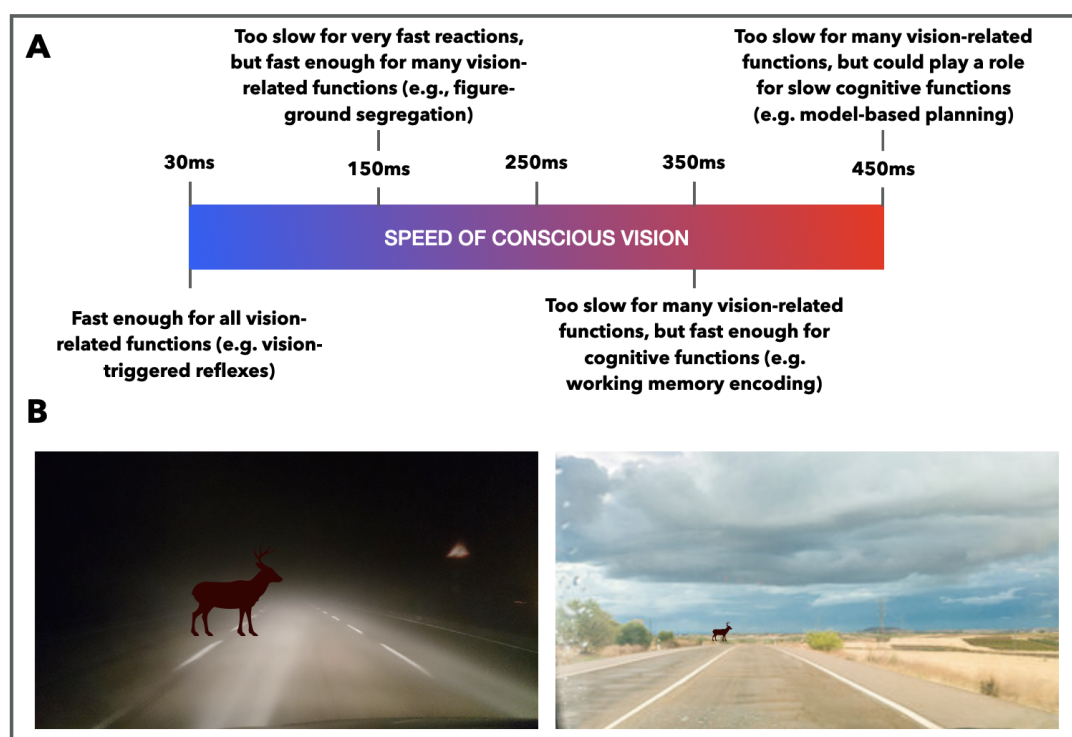 A
Too slow for very fast reactions,
but fast enough for many vision-
related functions (e.g., figure-
ground segregation)
Too slow for many vision-related
functions, but could play a role
for slow cognitive functions
(e.g. model-based planning)
30ms
150ms
250ms
350ms
450ms
SPEED OF CONSCIOUS VISION
Fast enough for all vision-
related functions (e.g. vision-
triggered reflexes)
Too slow for many vision-related
functions, but fast enough for
cognitive functions (e.g.
working memory encoding)
B